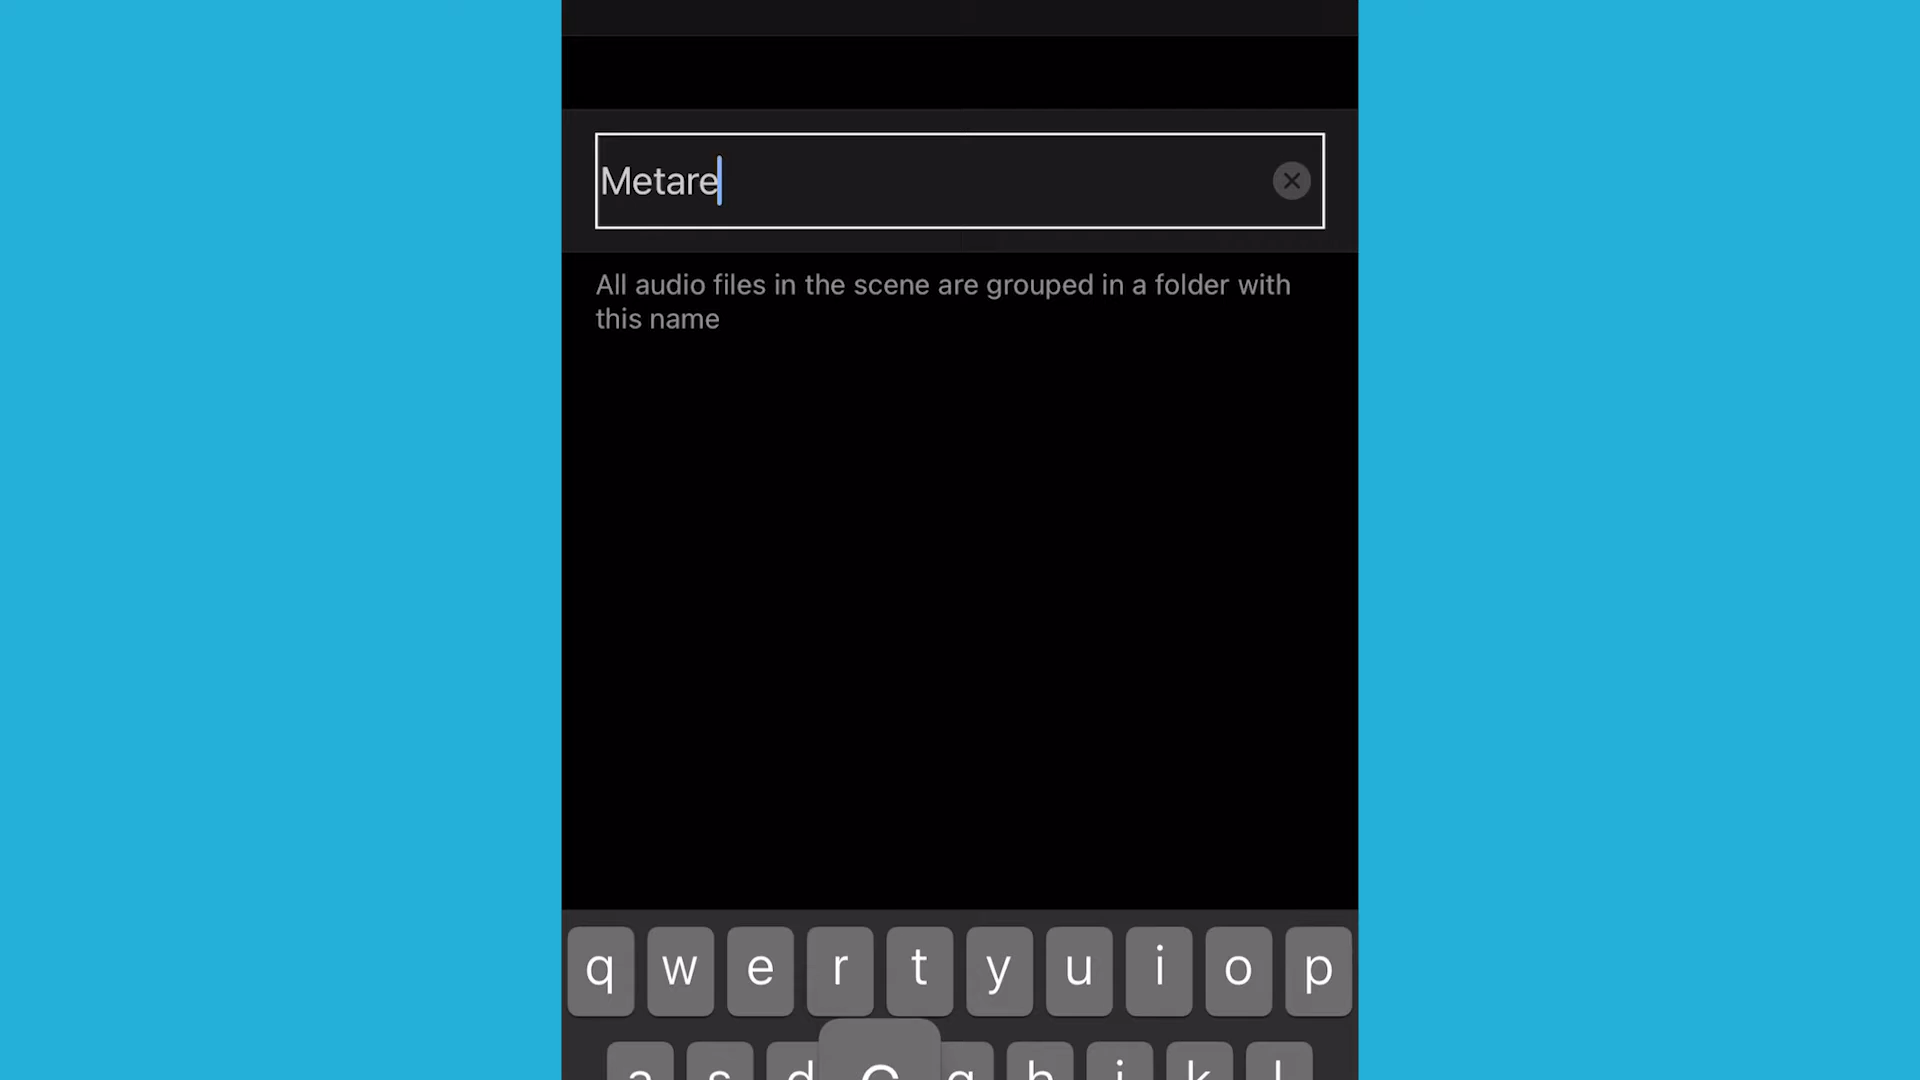 Metare
All audio files in the scene are grouped in a folder with
this name
q w e r t y u i o p
a s d g h j k l